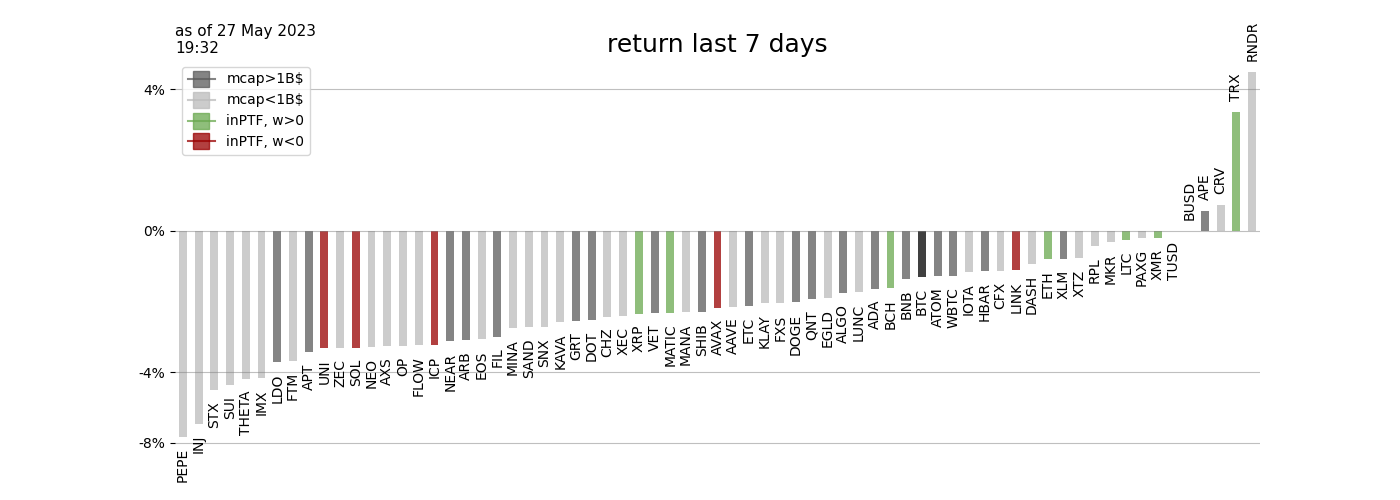 as of 27 May 2023
19:32
return last 7 days
mcap>1B$
mcap<1B$
inPTF, w>0
inPTF, w<0
4%
0%
-4%
-8%
PEPE
INJ
STX
SUI
THETA
IMX
LDO
FTM
APT
UNI
ZEC
SOL
NEO
AXS
OP
FLOW
ICP
NEAR
ARB
EOS
FIL
MINA
SAND
SNX
KAVA
GRT
DOT
CHZ
XEC
XRP
VET
MATIC
MANA
SHIB
AVAX
AAVE
ETC
KLAY
FXS
DOGE
QNT
EGLD
ALGO
LUNC
ADA
BCH
BNB
BTC
ATOM
WBTC
IOTA
HBAR
CFX
LINK
DASH
ETH
XLM
XTZ
RPL
MKR
LTC
PAXG
XMR
TUSD
BUSD
APE
CRV
TRX
RNDR